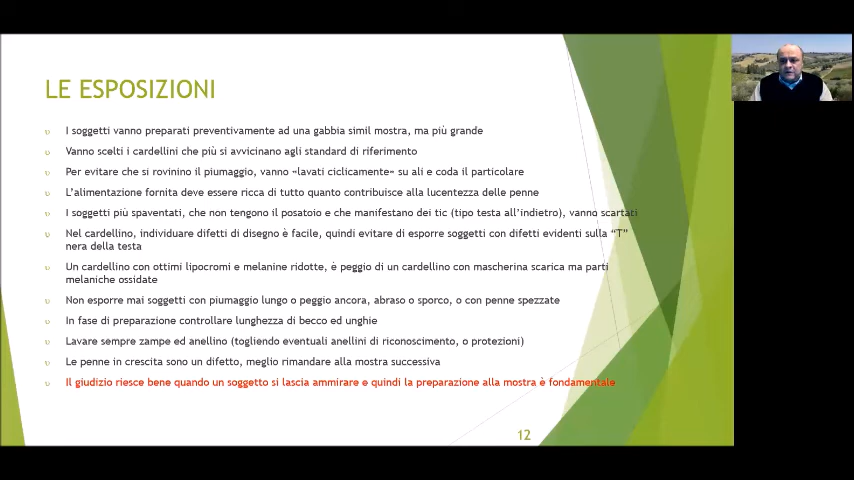 LE ESPOSIZIONI
I soggetti vanno preparati preventivamente ad una gabbia simil mostra, ma più grande
Vanno scelti i cardellini che più si avvicinano agli standard di riferimento
Per evitare che si rovinino il piumaggio, vanno «lavati ciclicamente» su ali e coda il particolare
L'alimentazione fornita deve essere ricca di tutto quanto contribuisce alla lucentezza delle penne
I soggetti più spaventati, che non tengono il posatoio e che manifestano dei tic (tipo testa all'indietro), vanno scartati
Nel cardellino, individuare difetti di disegno è facile, quindi evitare di esporre soggetti con difetti evidenti sulla "T"
nera della testa
Un cardellino con ottimi lipocromi e melanine ridotte, è peggio di un cardellino con mascherina scarica ma parti
melaniche ossidate
Non esporre mai soggetti con piumaggio lungo o peggio ancora, abraso o sporco, o con penne spezzate
In fase di preparazione controllare lunghezza di becco ed unghie
Lavare sempre zampe ed anellino (togliendo eventuali anellini di riconoscimento, o protezioni)
Le penne in crescita sono un difetto, meglio rimandare alla mostra successiva
Il giudizio riesce bene quando un soggetto si lascia ammirare e quindi la preparazione alla mostra è fondamentale
12